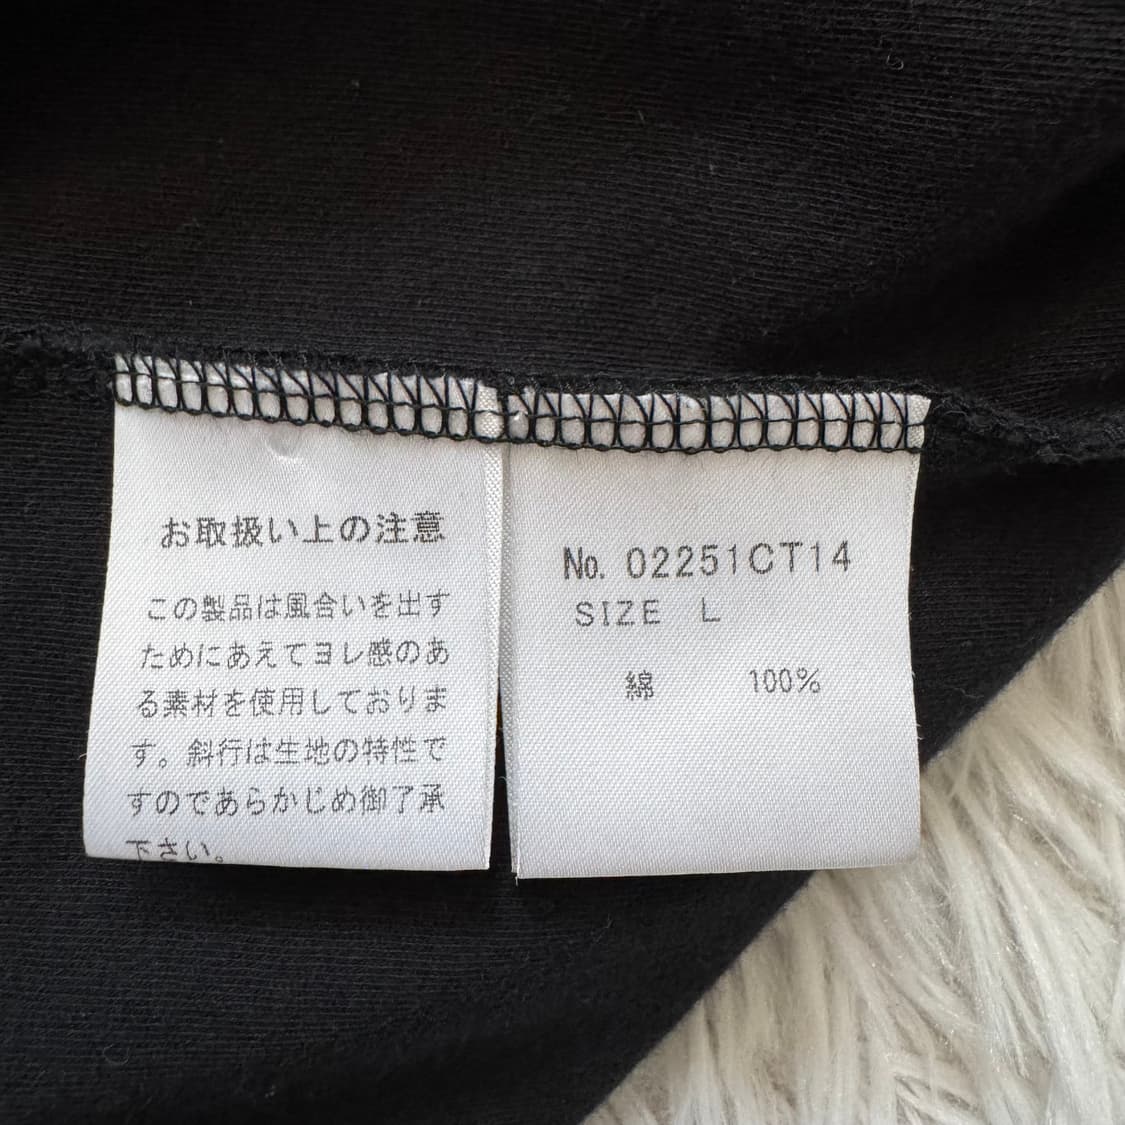 お取扱い上の注意
この製品は風合いを出す
ためにあえてヨレ感のあ
る素材を使用しておりま
す。斜行は生地の特性で
すのであらかじめ御了承
下さい。
No. 02251CT14
SIZE L
綿 100%